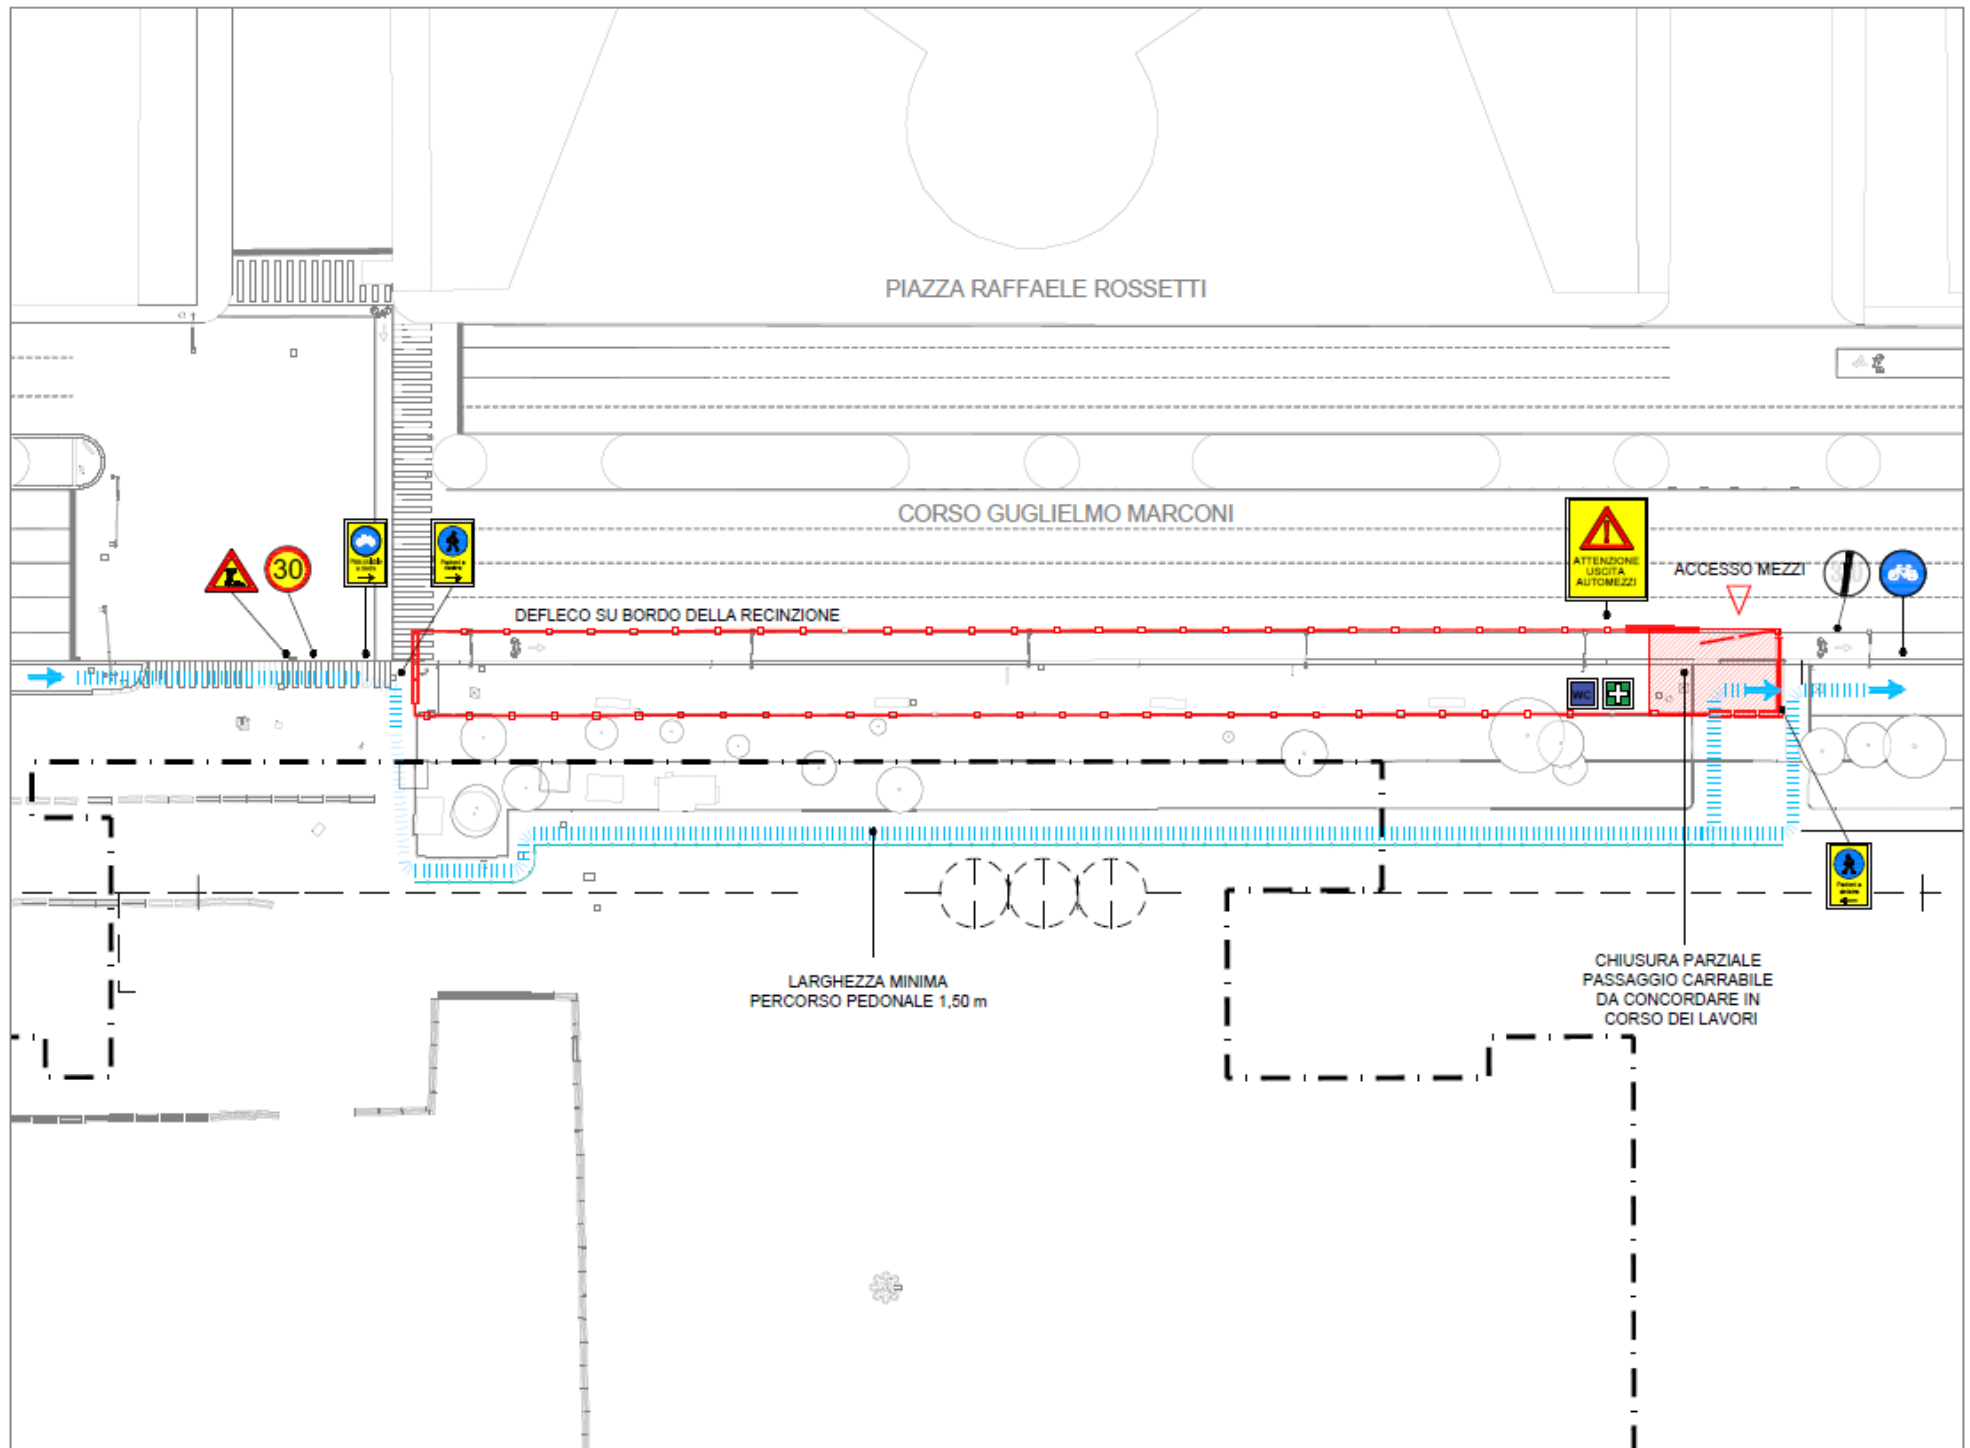 PIAZZA RAFFAELE ROSSETTI
CORSO GUGLIELMO MARCONI
ATTENZIONE
USCITA
AUTOMEZZI
ACCESSO MEZZI
30
DEFLECO SU BORDO DELLA RECINZIONE
WC
LARGHEZZA MINIMA
PERCORSO PEDONALE 1,50 m
CHIUSURA PARZIALE
PASSAGGIO CARRABILE
DA CONCORDARE IN
CORSO DEI LAVORI